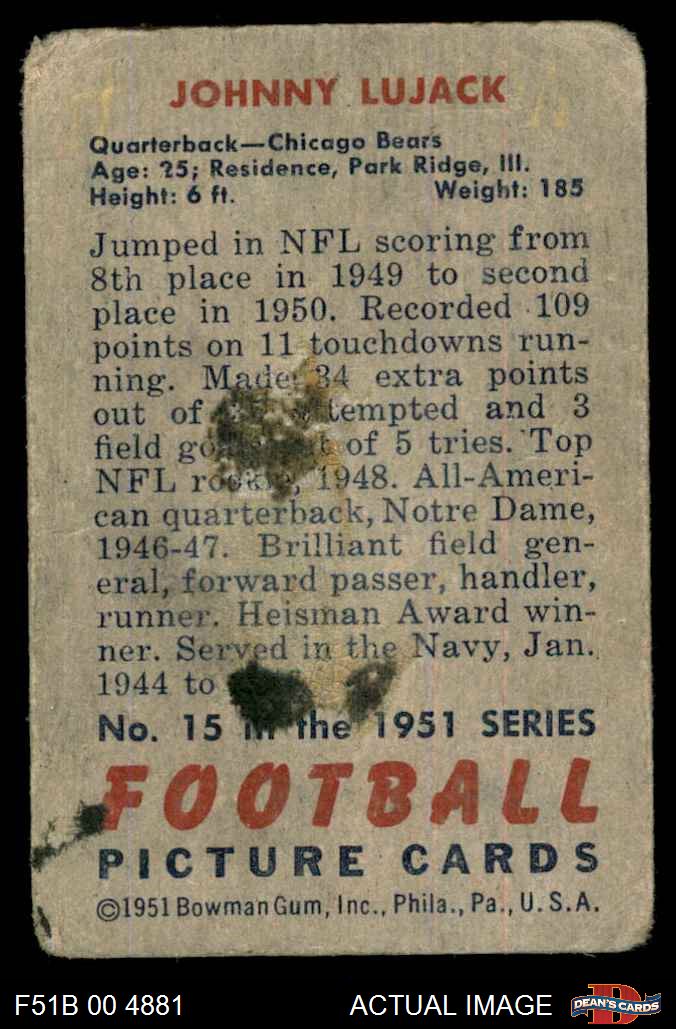 JOHNNY LUJACK
Quarterback—Chicago Bears
Age: 25; Residence, Park Ridge, Ill.
Height: 6 ft. Weight: 185
Jumped in NFL scoring from
8th place in 1949 to second
place in 1950. Recorded 109
points on 11 touchdowns run-
ning. Made 34 extra points
out of tempted and 3
field of 5 tries. Top
NFL rookie, 1948. All-Ameri-
can quarterback, Notre Dame,
1946-47. Brilliant field gen-
eral, forward passer, handler,
runner. Heisman Award win-
ner. Served in the Navy, Jan.
1944 to
No. 15 in the 1951 SERIES
FOOTBALL
PICTURE CARDS
©1951 Bowman Gum, Inc., Phila., Pa., U.S.A.
F51B 00 4881 ACTUAL IMAGE DEAN'S CARDS